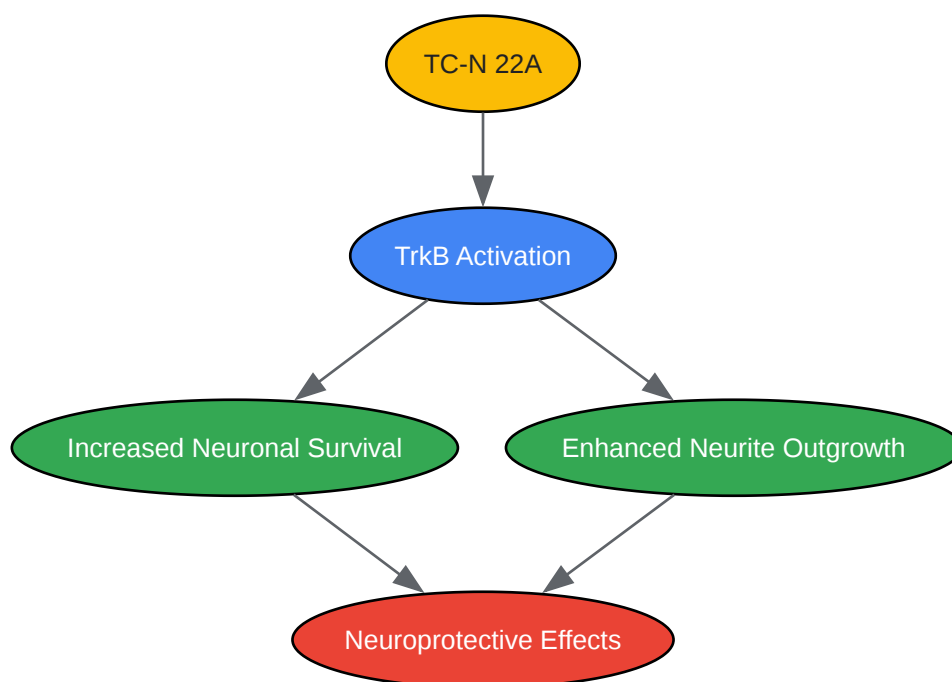 TC-N 22A
TrkB Activation
Increased Neuronal Survival
Enhanced Neurite Outgrowth
Neuroprotective Effects